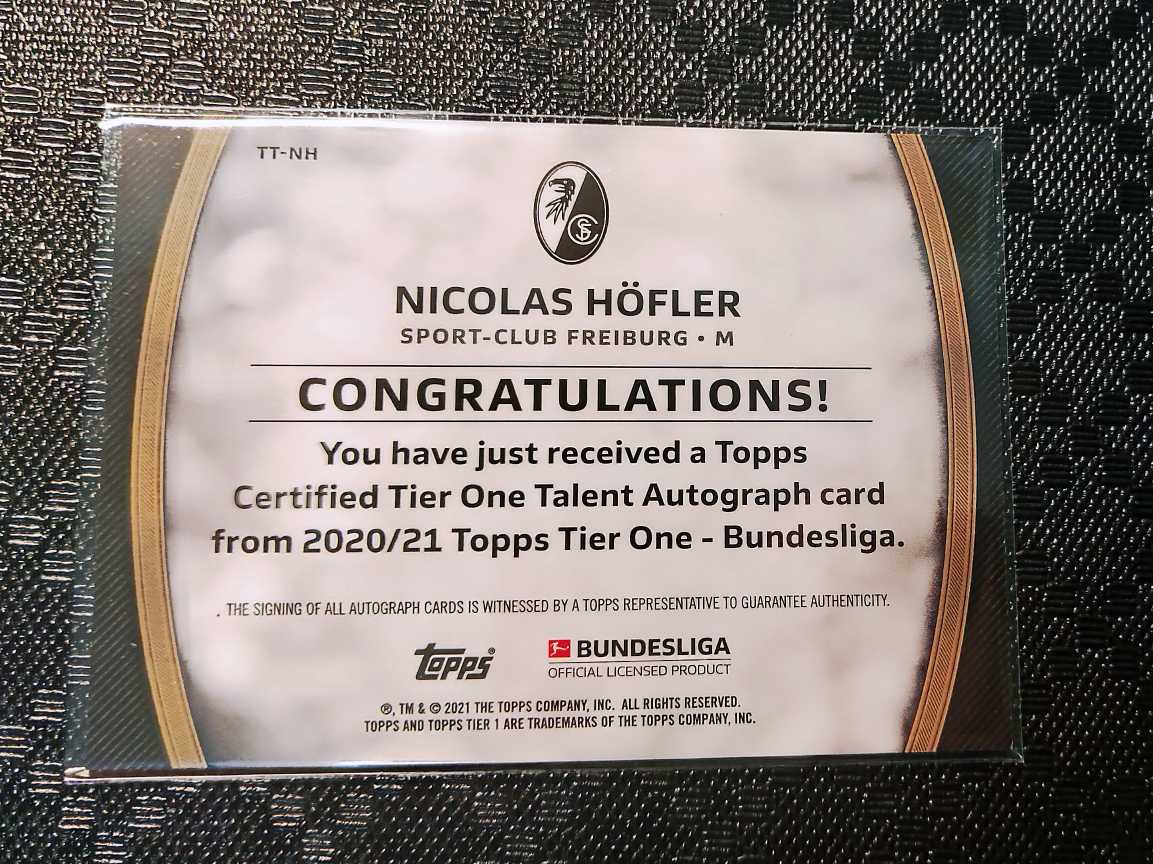 TT-NH
SC
NICOLAS HÖFLER
SPORT-CLUB FREIBURG • M
CONGRATULATIONS!
You have just received a Topps
Certified Tier One Talent Autograph card
from 2020/21 Topps Tier One - Bundesliga.
THE SIGNING OF ALL AUTOGRAPH CARDS IS WITNESSED BY A TOPPS REPRESENTATIVE TO GUARANTEE AUTHENTICITY.
topps®
BUNDESLIGA
OFFICIAL LICENSED PRODUCT
®, TM & © 2021 THE TOPPS COMPANY, INC. ALL RIGHTS RESERVED.
TOPPS AND TOPPS TIER 1 ARE TRADEMARKS OF THE TOPPS COMPANY, INC.